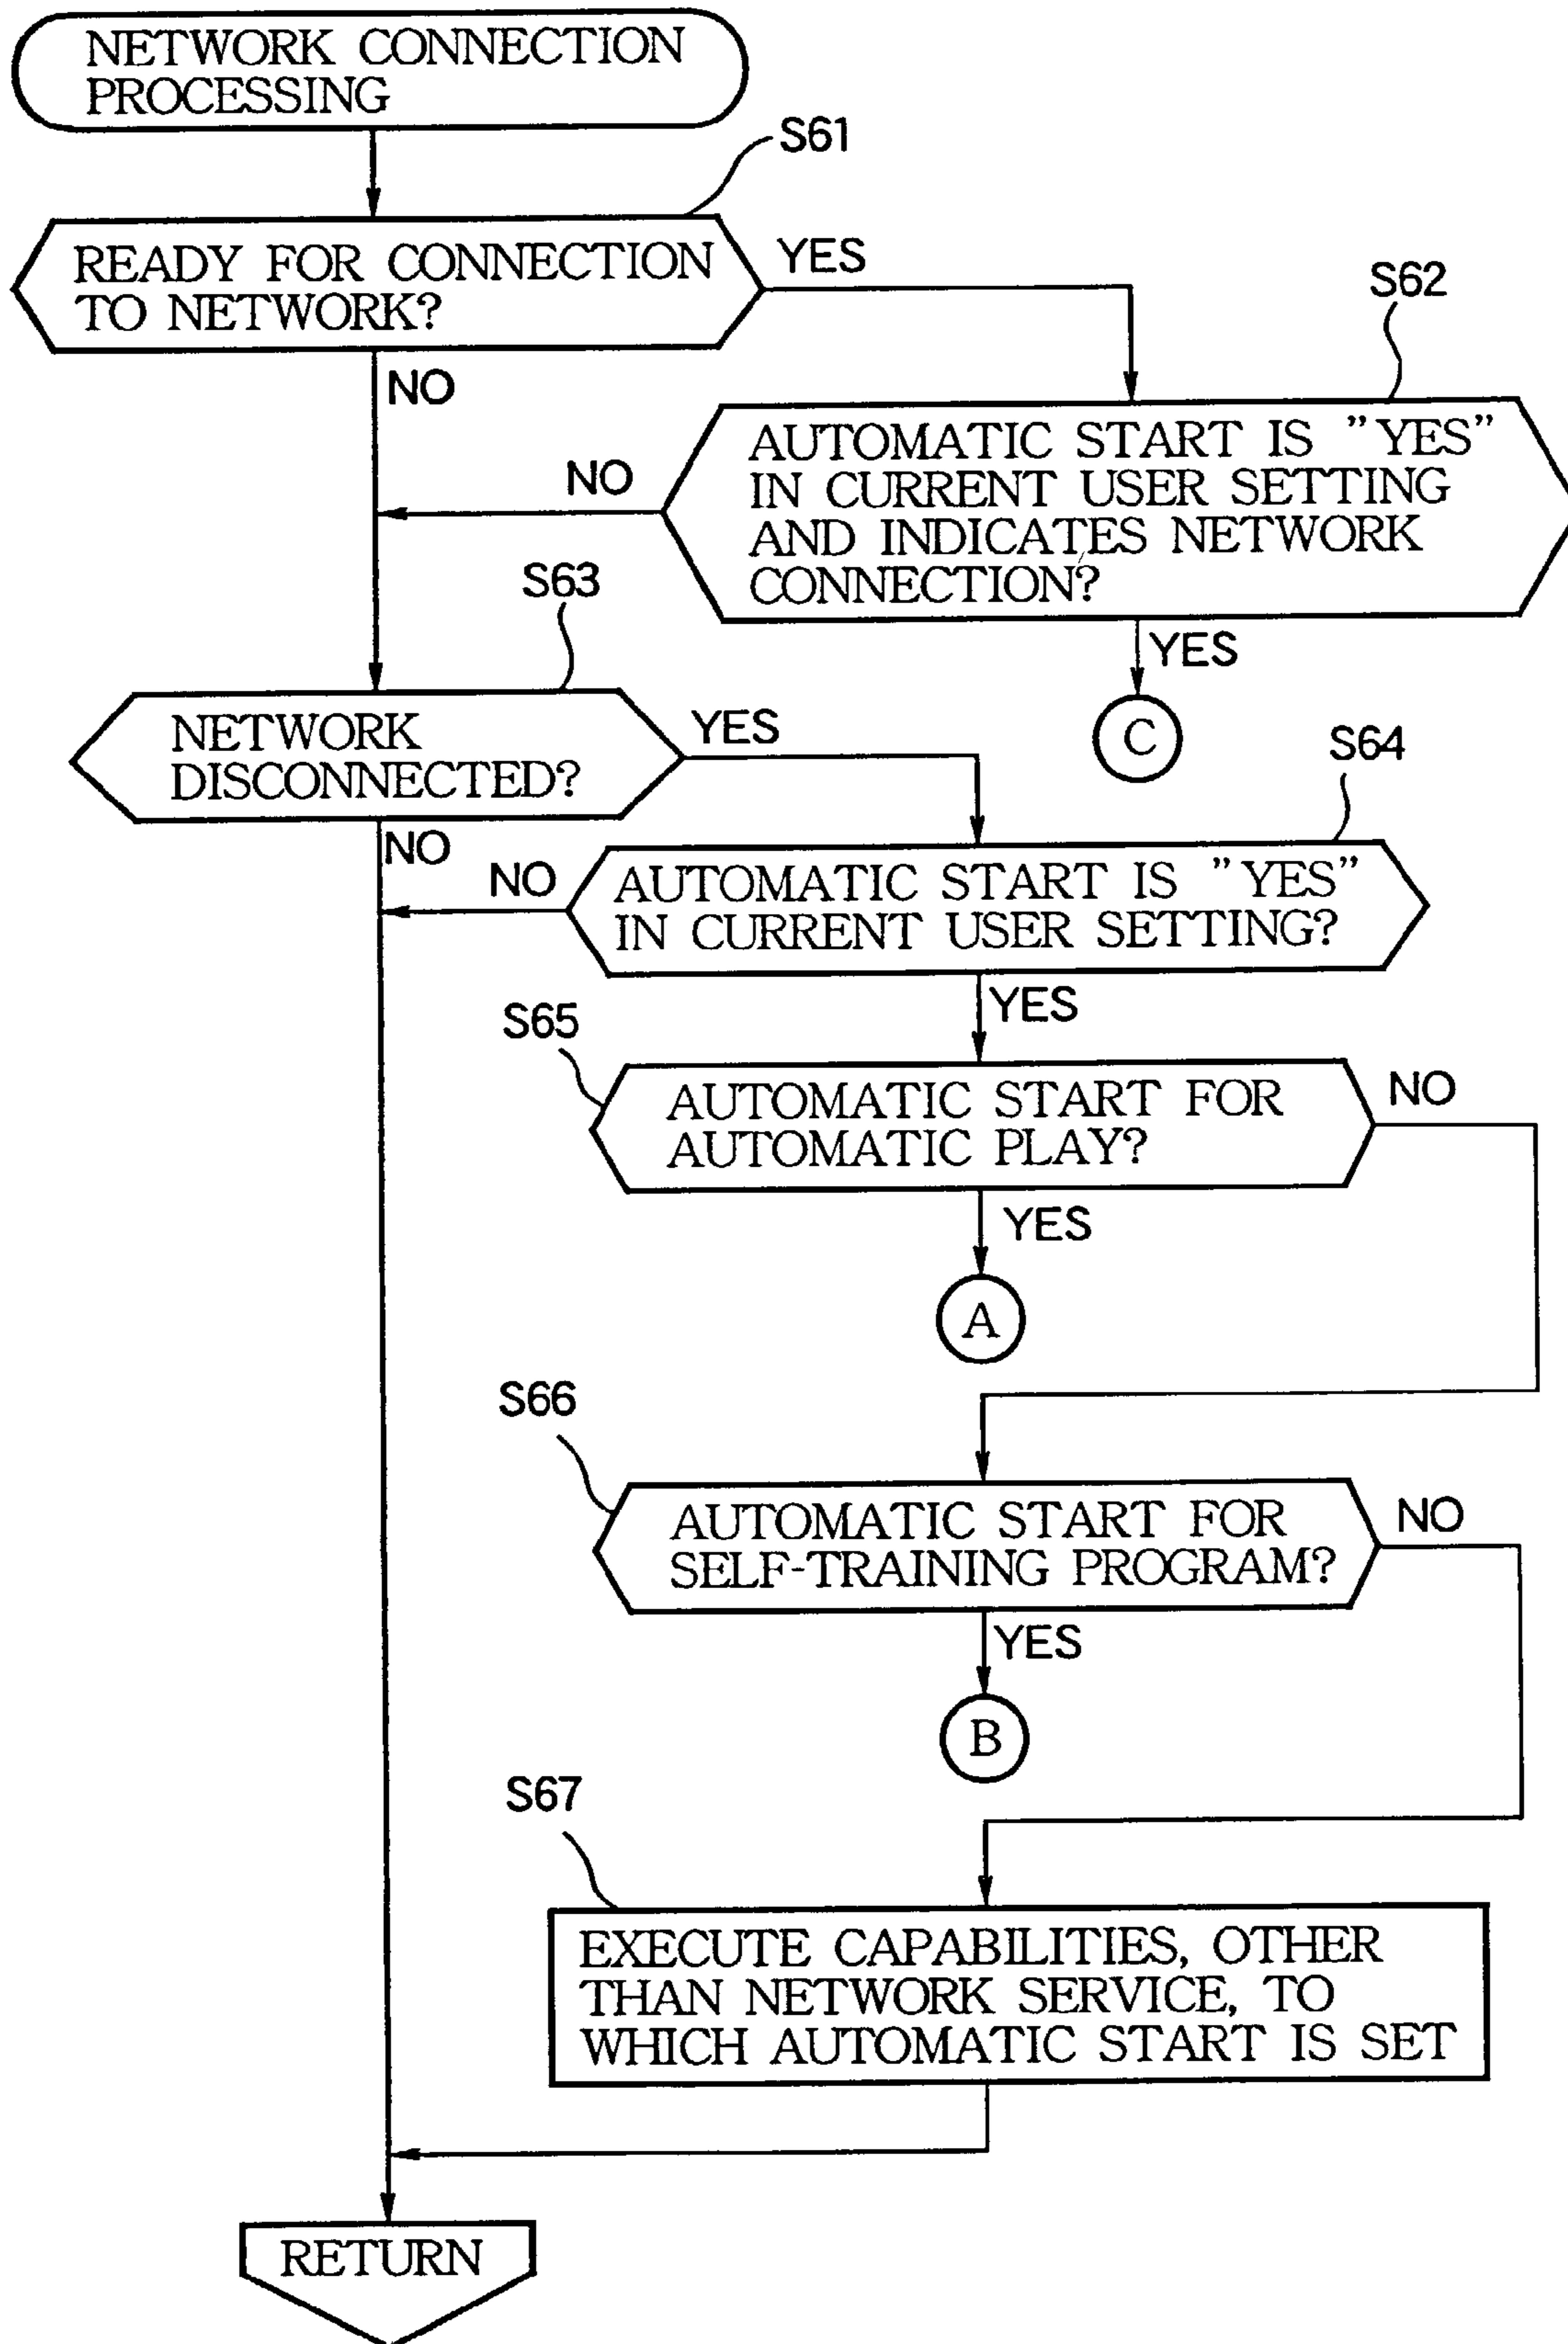 NETWORK CONNECTION
PROCESSING
S61
READY FOR CONNECTION
TO NETWORK?
YES
NO
S62
AUTOMATIC START IS ”YES”
IN CURRENT USER SETTING
AND INDICATES NETWORK
CONNECTION?
NO
YES
C
S63
NETWORK
DISCONNECTED?
YES
NO
S64
AUTOMATIC START IS ”YES”
IN CURRENT USER SETTING?
NO
YES
S65
AUTOMATIC START FOR
AUTOMATIC PLAY?
NO
YES
A
S66
AUTOMATIC START FOR
SELF-TRAINING PROGRAM?
NO
YES
B
S67
EXECUTE CAPABILITIES, OTHER
THAN NETWORK SERVICE, TO
WHICH AUTOMATIC START IS SET
RETURN